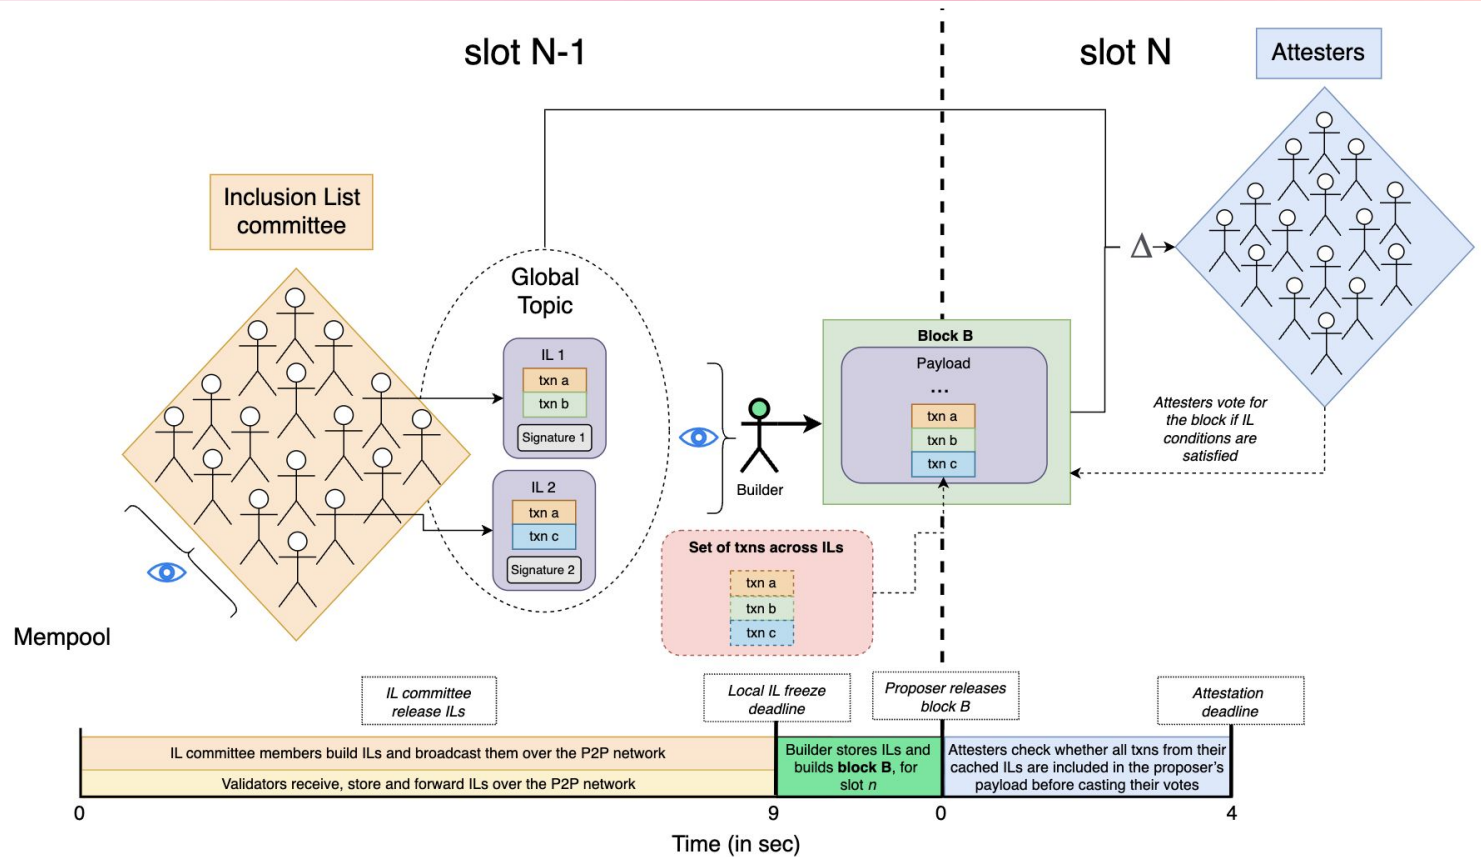 slot N-1
slot N
Attesters
Inclusion List
committee
Global
Topic
IL 1
txn a
txn b
Signature 1
IL 2
txn a
txn c
Signature 2
Builder
Block B
Payload
...
txn a
txn b
txn c
Δ
Attesters vote for
the block if IL
conditions are
satisfied
Set of txns across ILs
txn a
txn b
txn c
Mempool
IL committee
release ILs
Local IL freeze
deadline
Proposer releases
block B
Attestation
deadline
IL committee members build ILs and broadcast them over the P2P network
Validators receive, store and forward ILs over the P2P network
Builder stores ILs and
builds block B, for
slot n
Attesters check whether all txns from their
cached ILs are included in the proposer's
payload before casting their votes
0
9
0
4
Time (in sec)